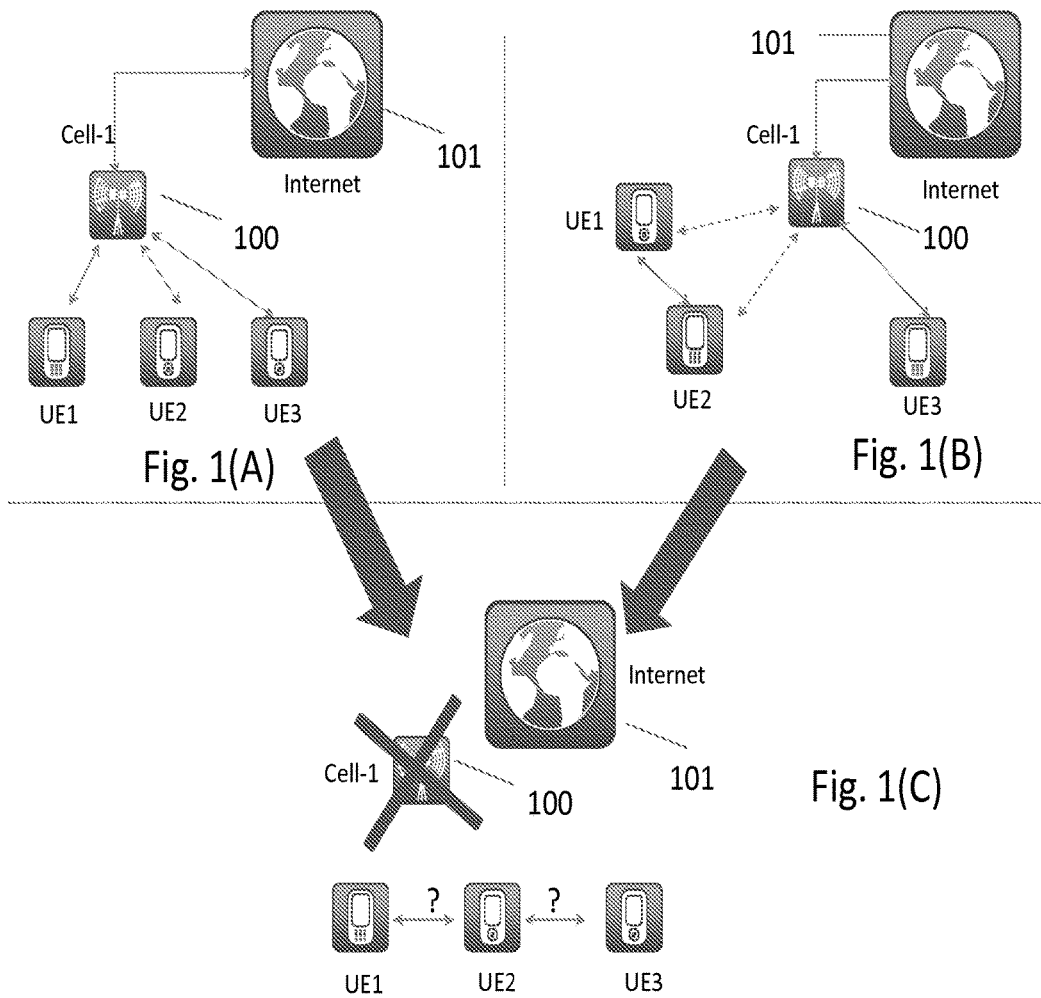 Cell-1
101
Internet
100
UE1
UE2
UE3
Fig. 1(A)
101
Cell-1
Internet
UE1
100
UE2
UE3
Fig. 1(B)
Internet
Cell-1
100
101
Fig. 1(C)
?
?
UE1
UE2
UE3